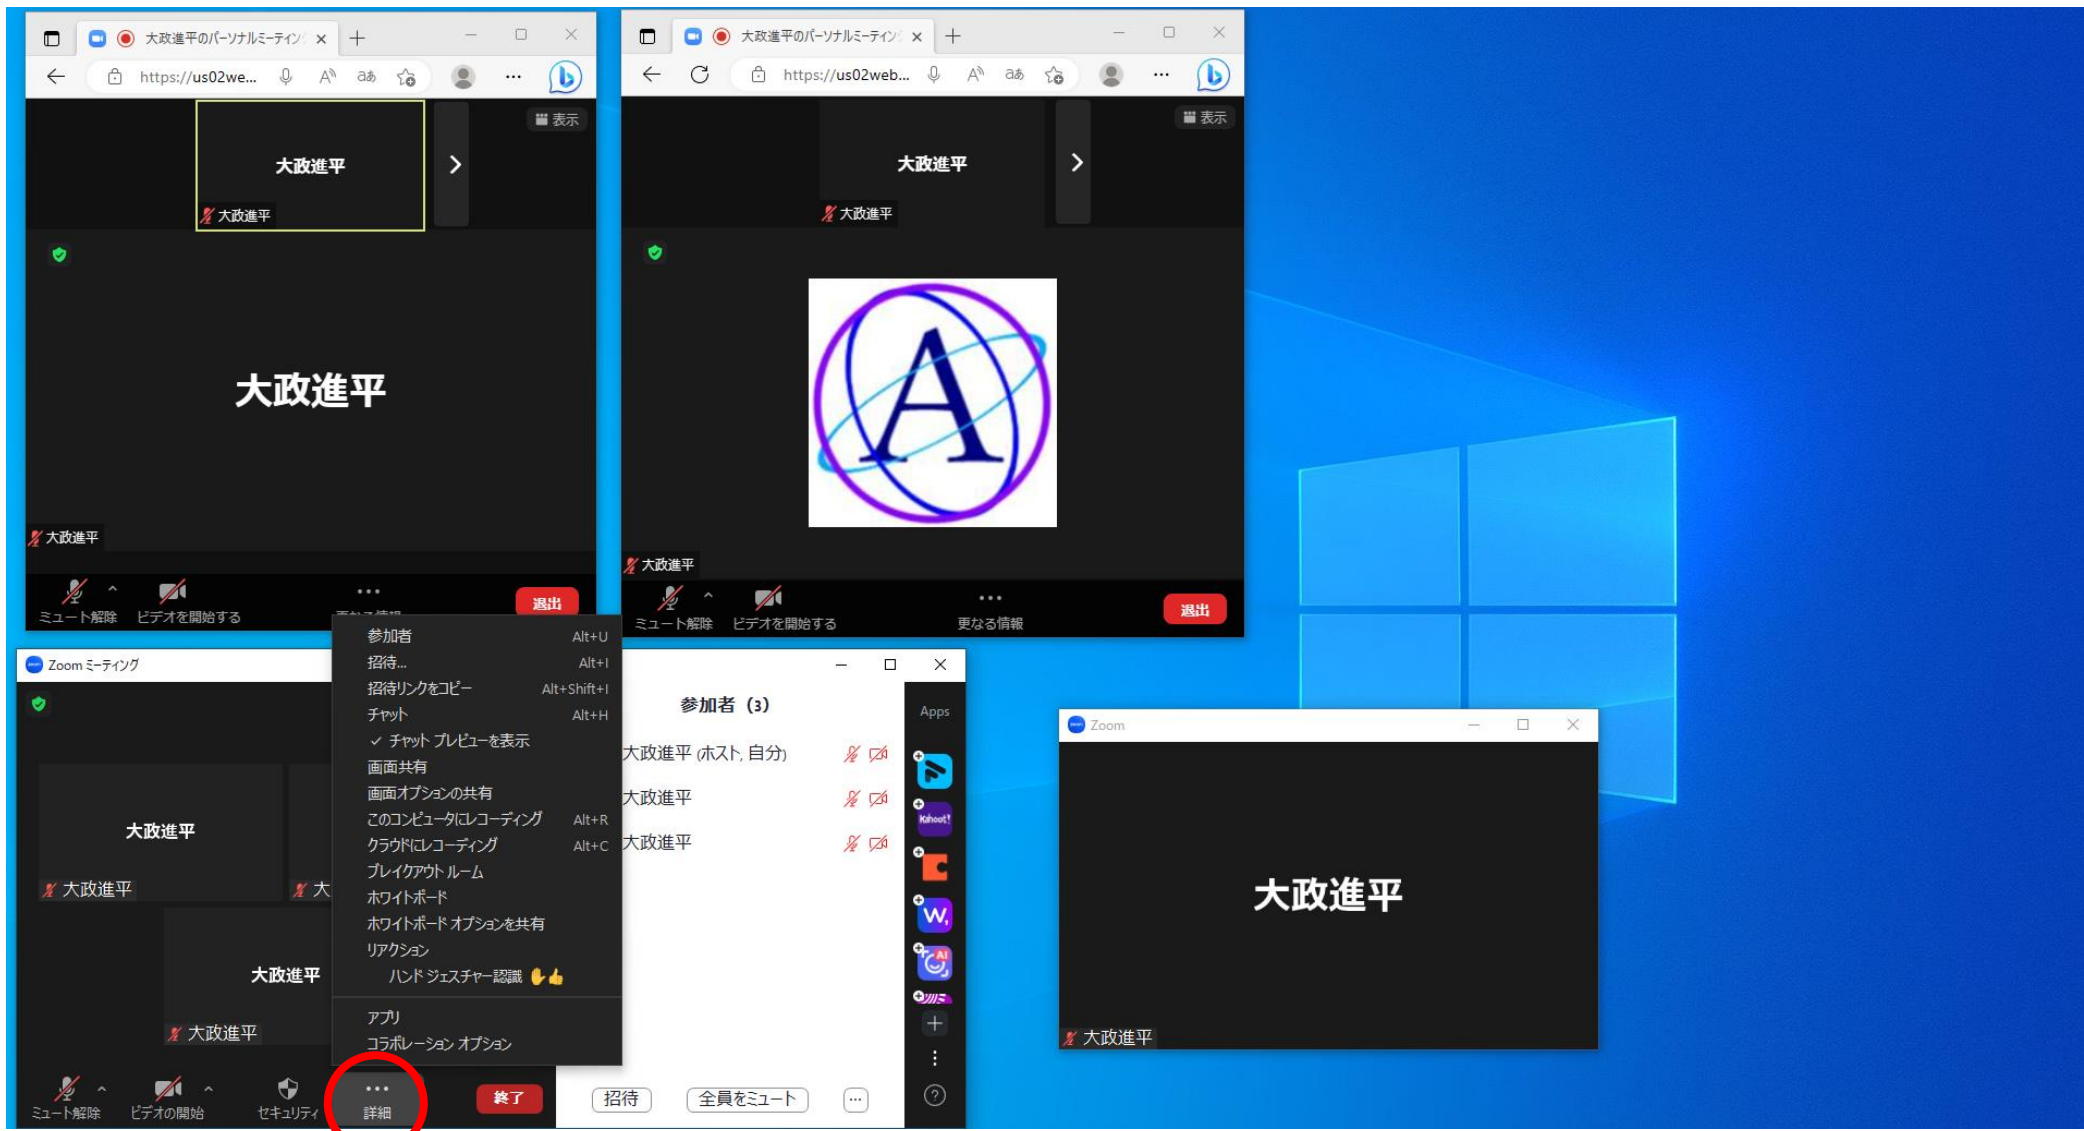 大政進平のパーソナルミーティング
https://us02we...
aあ
表示
大政進平
大政進平
大政進平
大政進平
ミュート解除
ビデオを開始する
退出
大政進平のパーソナルミーティング
https://us02web...
aあ
表示
大政進平
大政進平
A
大政進平
ミュート解除
ビデオを開始する
更なる情報
退出
Zoom ミーティング
大政進平
大政進平
大
大政進平
大政進平
ミュート解除
ビデオの開始
セキュリティ
詳細
終了
参加者 Alt+U
招待... Alt+I
招待リンクをコピー Alt+Shift+I
チャット Alt+H
✓ チャット プレビューを表示
画面共有
画面オプションの共有
このコンピュータにレコーディング Alt+R
クラウドにレコーディング Alt+C
ブレイクアウト ルーム
ホワイトボード
ホワイトボード オプションを共有
リアクション
ハンド ジェスチャー認識 ✋👍
アプリ
コラボレーション オプション
参加者 (3)
大政進平 (ホスト, 自分)
大政進平
大政進平
招待
全員をミュート
...
Apps
Kahoot!
W,
AI
Zoom
大政進平
大政進平